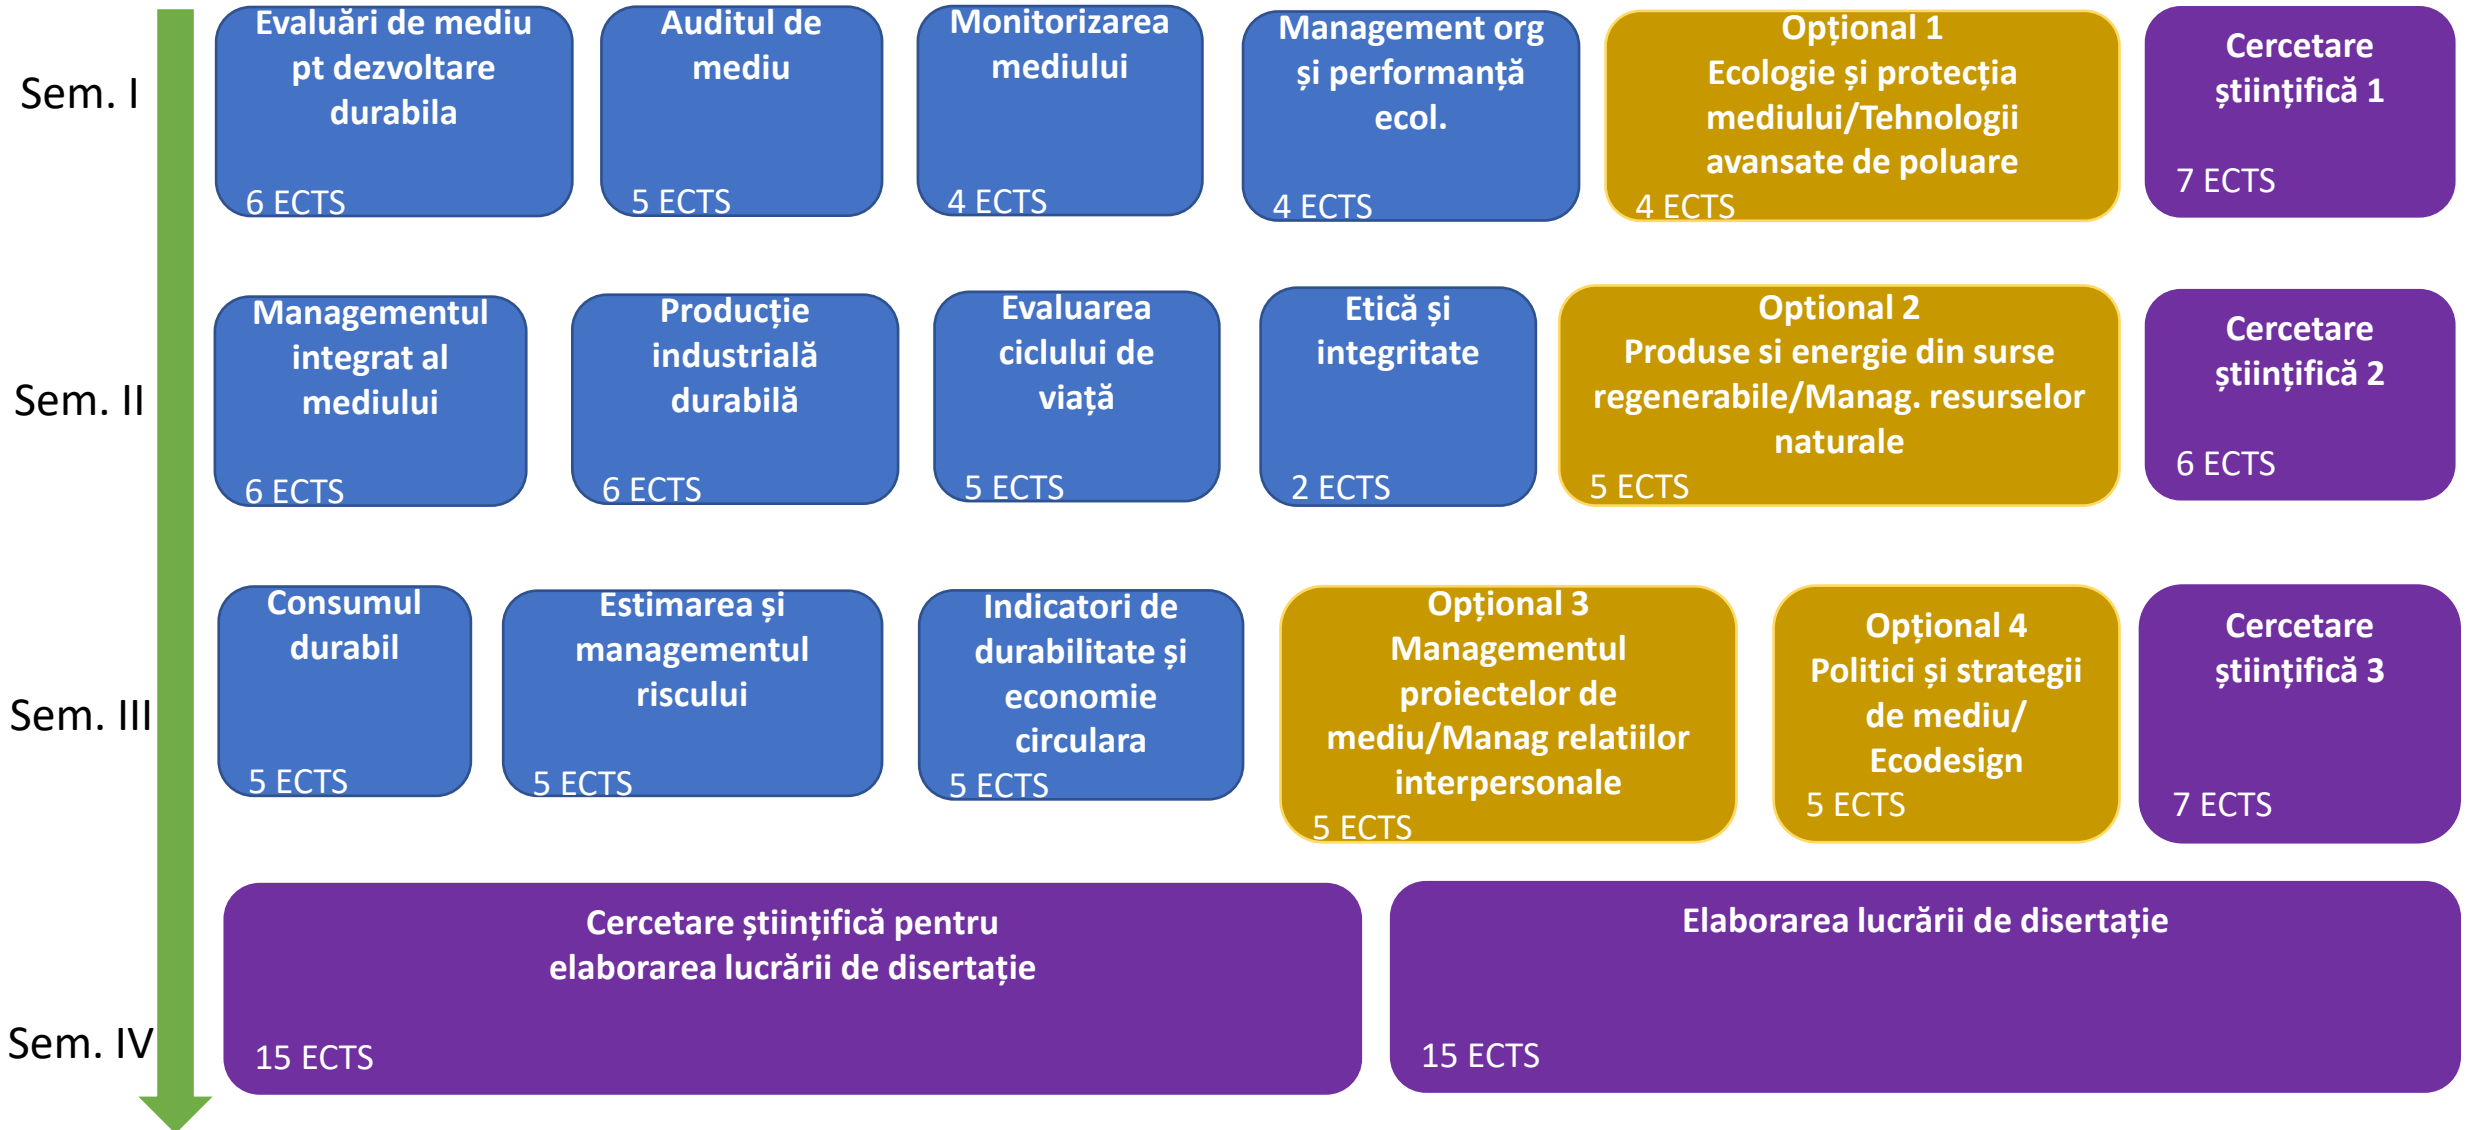 Sem. I
Evaluări de mediu
pt dezvoltare
durabila
6 ECTS
Auditul de
mediu
5 ECTS
Monitorizarea
mediului
4 ECTS
Management org
și performanță
ecol.
4 ECTS
Opțional 1
Ecologie și protecția
mediului/Tehnologii
avansate de poluare
4 ECTS
Cercetare
științifică 1
7 ECTS
Sem. II
Managementul
integrat al
mediului
6 ECTS
Producție
industrială
durabilă
6 ECTS
Evaluarea
ciclului de
viață
5 ECTS
Etică și
integritate
2 ECTS
Optional 2
Produse si energie din surse
regenerabile/Manag. resurselor
naturale
5 ECTS
Cercetare
științifică 2
6 ECTS
Sem. III
Consumul
durabil
5 ECTS
Estimarea și
managementul
riscului
5 ECTS
Indicatori de
durabilitate și
economie
circulara
5 ECTS
Opțional 3
Managementul
proiectelor de
mediu/Manag relatiilor
interpersonale
5 ECTS
Opțional 4
Politici și strategii
de mediu/
Ecodesign
5 ECTS
Cercetare
științifică 3
7 ECTS
Sem. IV
Cercetare științifică pentru
elaborarea lucrării de disertație
15 ECTS
Elaborarea lucrării de disertație
15 ECTS